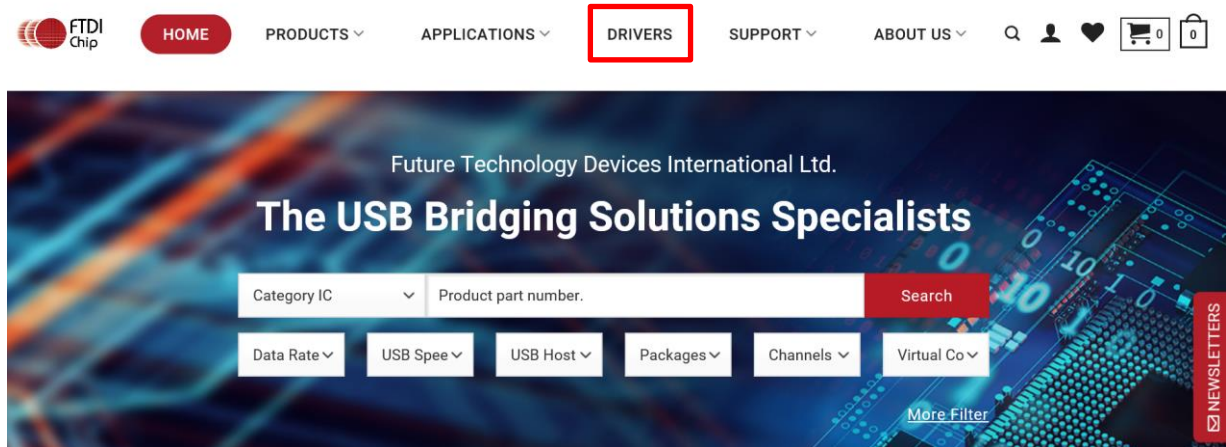 FTDI
Chip
HOME
PRODUCTS
APPLICATIONS
DRIVERS
SUPPORT
ABOUT US
0
0
Future Technology Devices International Ltd.
The USB Bridging Solutions Specialists
Category IC
Product part number.
Search
Data Rate
USB Spee
USB Host
Packages
Channels
Virtual Co
More Filter
NEWSLETTERS